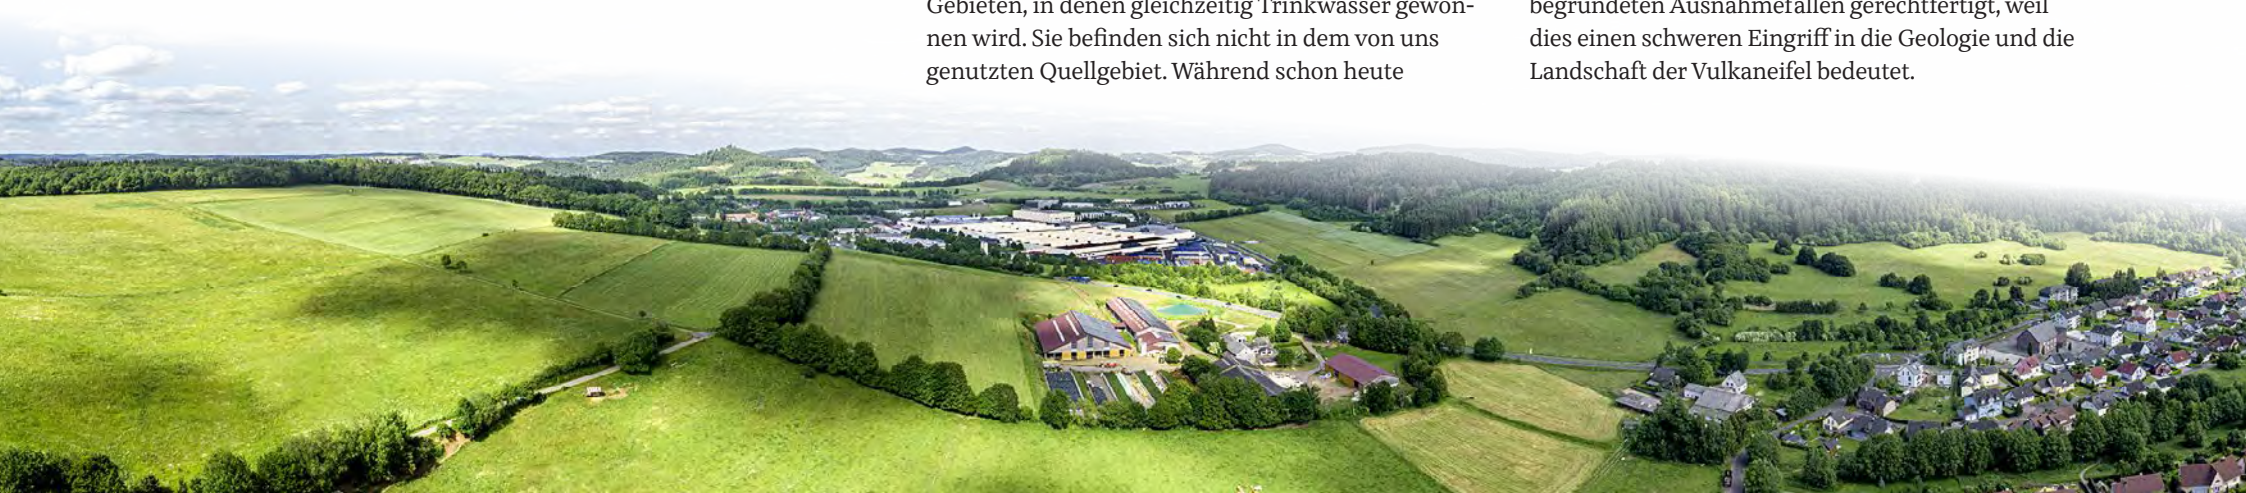 Gebieten, in denen gleichzeitig Trinkwasser gewon-
nen wird. Sie befinden sich nicht in dem von uns
genutzten Quellgebiet. Während schon heute
begründeten Ausnahmefällen gerechtfertigt, weil
dies einen schweren Eingriff in die Geologie und die
Landschaft der Vulkaneifel bedeutet.